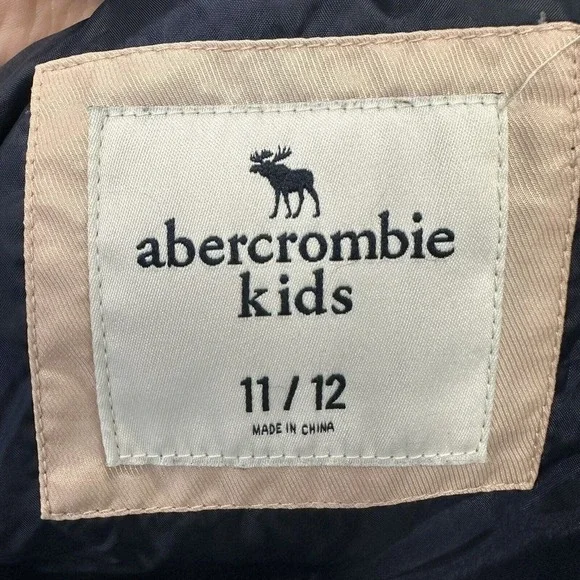 abercrombie
kids
11 / 12
MADE IN CHINA